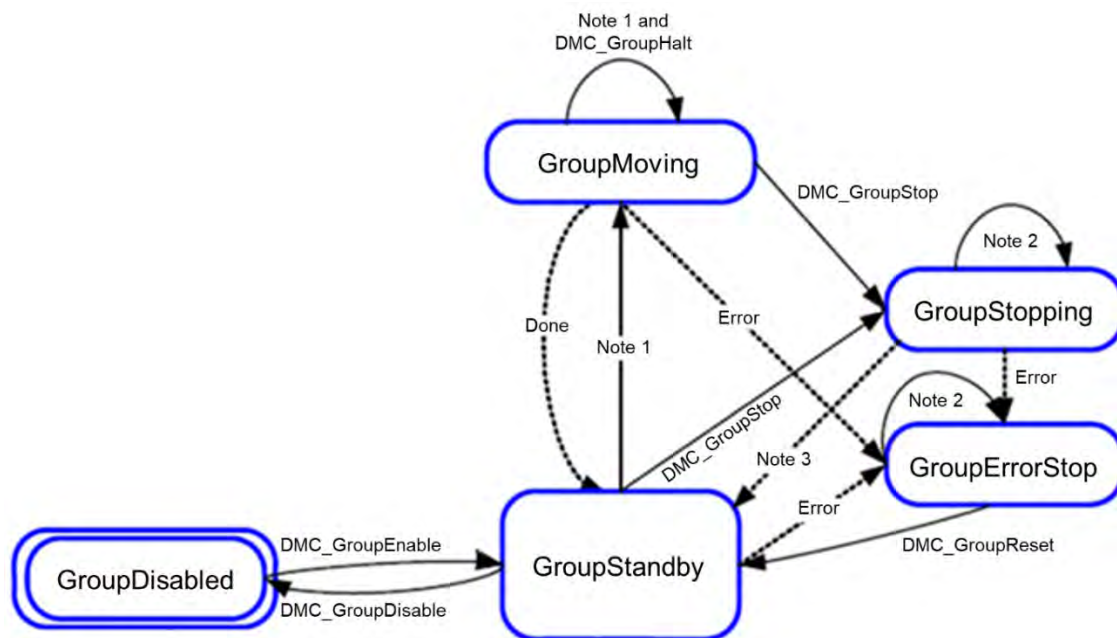 Note 1 and
DMC_GroupHalt
GroupMoving
DMC_GroupStop
Note 2
GroupStopping
Done
Error
Note 1
Error
Note 2
DMC_GroupStop
Note 3
GroupErrorStop
Error
DMC_GroupReset
DMC_GroupEnable
GroupDisabled
GroupStandby
DMC_GroupDisable